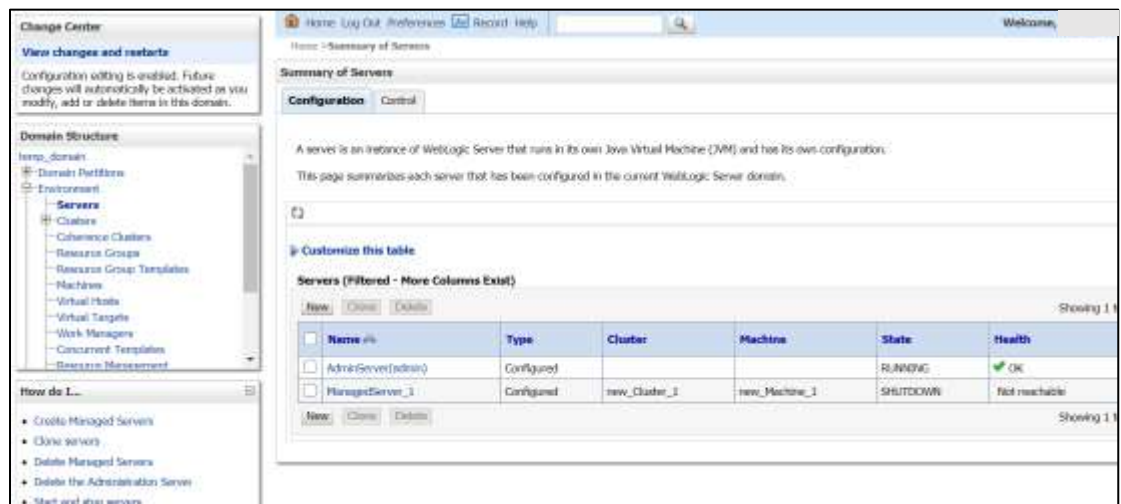 Change Center
View changes and restarts
Configuration editing is enabled. Future
changes will automatically be activated as you
modify, add or delete items in this domain.
Domain Structure
temp_domain
Domain Partitions
Environment
Servers
Clusters
Coherence Clusters
Resource Groups
Resource Group Templates
Machines
Virtual Hosts
Virtual Targets
Work Managers
Concurrent Templates
Resource Management
How do I...
Create Managed Servers
Clone servers
Delete Managed Servers
Delete the Administration Server
Start and stop servers
Home Log Out Preferences Record Help
Welcome,
Home >Summary of Servers
Summary of Servers
Configuration Control
A server is an instance of WebLogic Server that runs in its own Java Virtual Machine (JVM) and has its own configuration.
This page summarizes each server that has been configured in the current WebLogic Server domain.
Customize this table
Servers (Filtered - More Columns Exist)
New Clone Delete Showing 1 t
Name Type Cluster Machine State Health
AdminServer(admin) Configured RUNNING OK
ManagedServer_1 Configured new_Cluster_1 new_Machine_1 SHUTDOWN Not reachable
New Clone Delete Showing 1 t